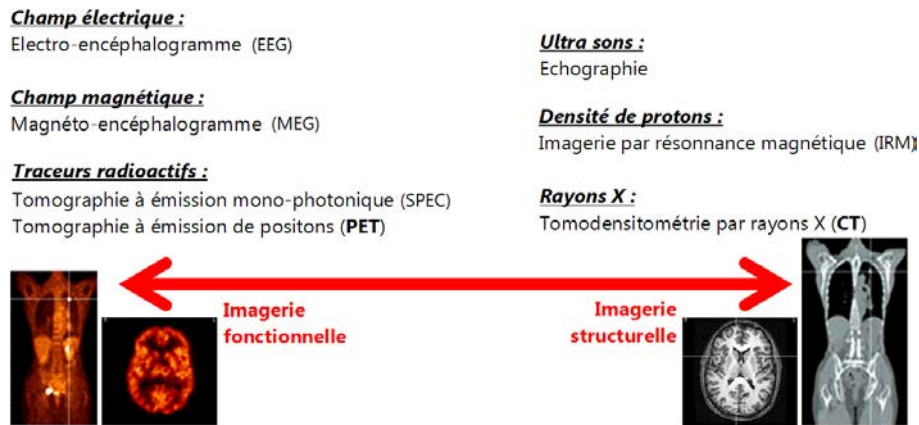 Champ électrique :
Electro-encéphalogramme (EEG)
Champ magnétique :
Magnéto-encéphalogramme (MEG)
Traceurs radioactifs :
Tomographie à émission mono-photonique (SPEC)
Tomographie à émission de positons (PET)
Ultra sons :
Echographie
Densité de protons :
Imagerie par résonnance magnétique (IRM)
Rayons X :
Tomodensitométrie par rayons X (CT)
Imagerie
fonctionnelle
Imagerie
structurelle